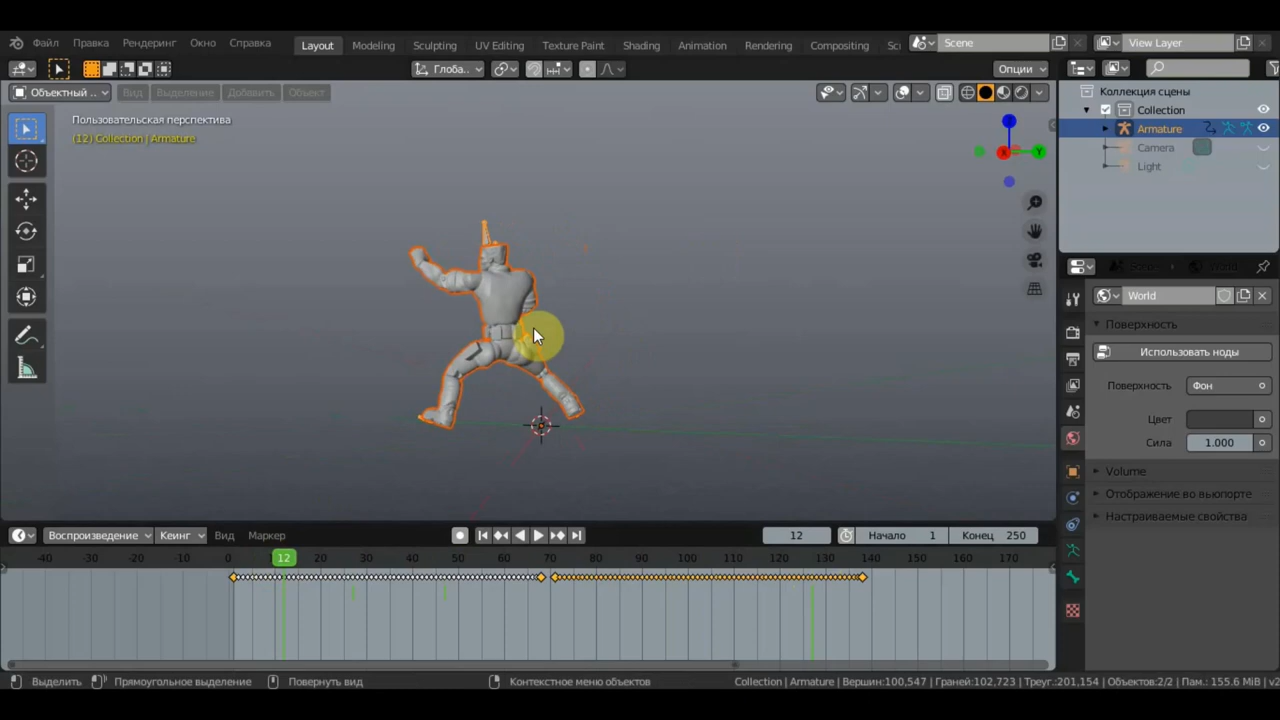 Файл Правка Рендеринг Окно Справка Layout Modeling Sculpting UV Editing Texture Paint Shading Animation Rendering Compositing Sc Scene View Layer
Глоба... Опции
Объектный ... Вид Выделение Добавить Объект
Коллекция сцены
Collection
Armature
Camera
Light
Пользовательская перспектива
(12) Collection | Armature
X Y Z
World
Поверхность
Использовать ноды
Поверхность Фон
Цвет
Сила 1.000
Volume
Отображение во вьюпорте
Настраиваемые свойства
Воспроизведение Кеинг Вид Маркер 12 Начало 1 Конец 250
-40 -30 -20 -10 0 12 20 30 40 50 60 70 80 90 100 110 120 130 140 150 160 170
Выделить Прямоугольное выделение Повернуть вид Контекстное меню объектов Collection | Armature | Вершин:100,547 | Граней:102,723 | Треуг.:201,154 | Объектов:2/2 | Пам.: 155.6 MiB | v2